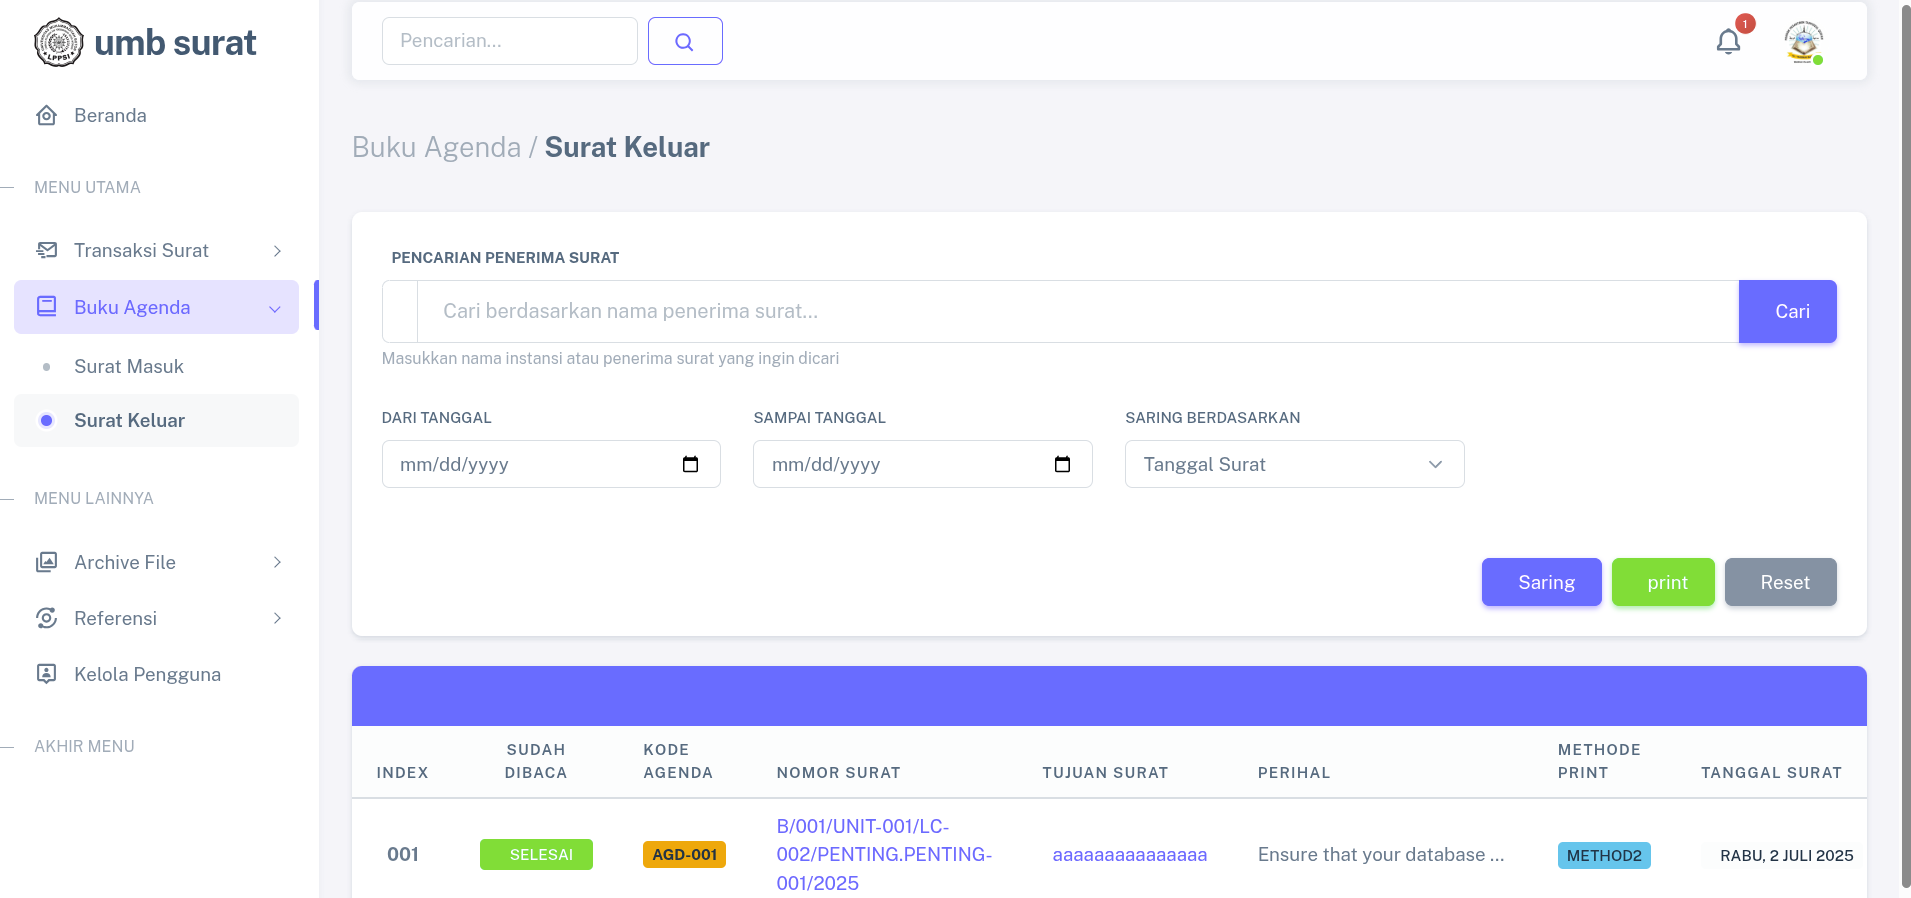 LPPSI
umb surat
Pencarian...
1
Beranda
MENU UTAMA
Transaksi Surat
Buku Agenda
Surat Masuk
Surat Keluar
MENU LAINNYA
Archive File
Referensi
Kelola Pengguna
AKHIR MENU
Buku Agenda / Surat Keluar
PENCARIAN PENERIMA SURAT
Cari berdasarkan nama penerima surat...
Cari
Masukkan nama instansi atau penerima surat yang ingin dicari
DARI TANGGAL
SAMPAI TANGGAL
SARING BERDASARKAN
mm/dd/yyyy
mm/dd/yyyy
Tanggal Surat
Saring
print
Reset
INDEX
SUDAH
DIBACA
KODE
AGENDA
NOMOR SURAT
TUJUAN SURAT
PERIHAL
METHODE
PRINT
TANGGAL SURAT
001
SELESAI
AGD-001
B/001/UNIT-001/LC-
002/PENTING.PENTING-
001/2025
aaaaaaaaaaaaaaa
Ensure that your database ...
METHOD2
RABU, 2 JULI 2025